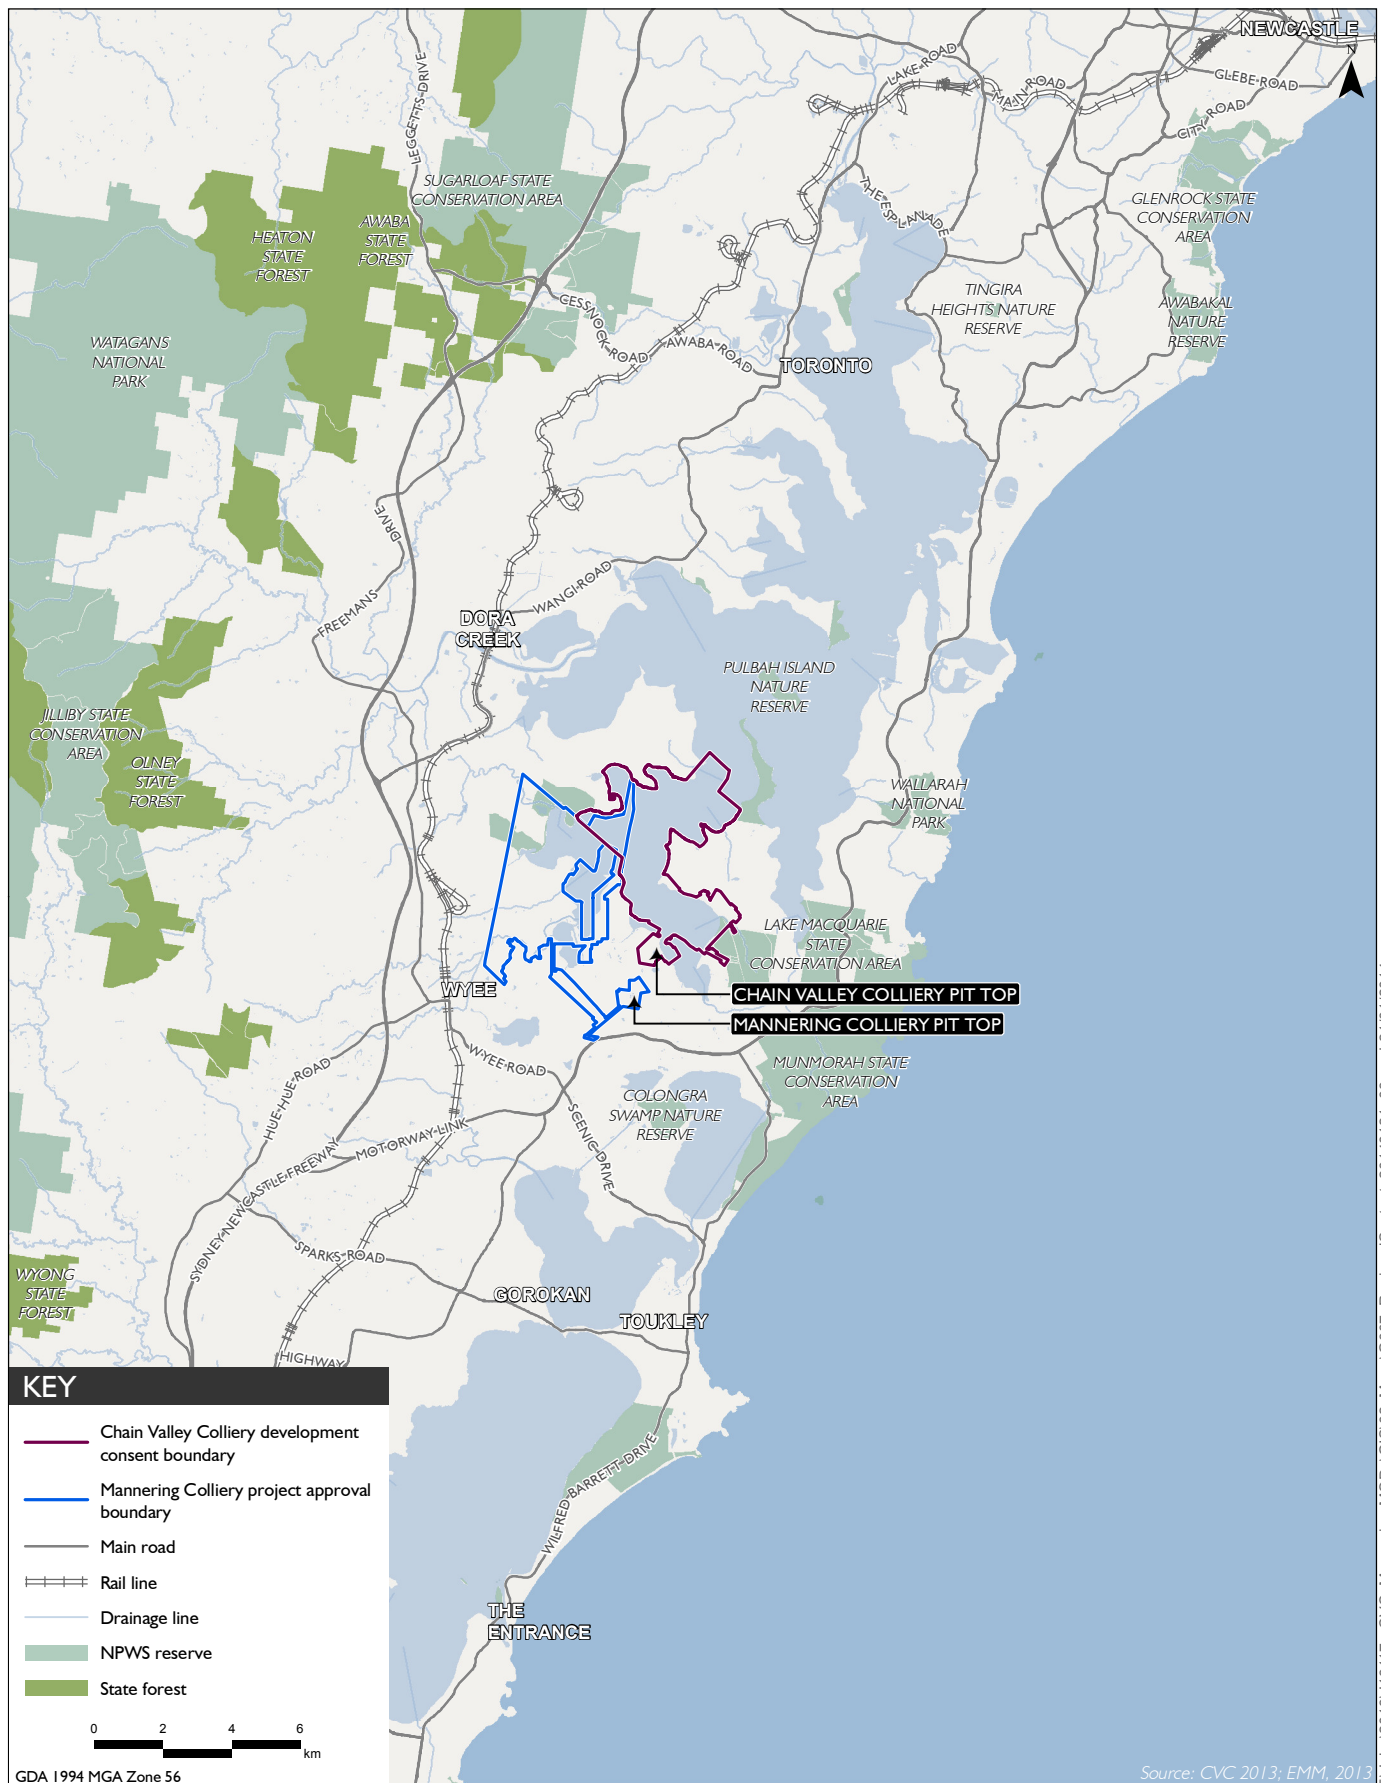 NEWCASTLE
N
LAKE ROAD
MAIN ROAD
GLEBE ROAD
CITY ROAD
LEGGETTS DRIVE
SUGARLOAF STATE
CONSERVATION AREA
THE ESPLANADE
GLENROCK STATE
CONSERVATION
AREA
HEATON
STATE
FOREST
AWABA
STATE
FOREST
TINGIRA
HEIGHTS NATURE
RESERVE
AWABAKAL
NATURE
RESERVE
CESSNOCK ROAD
AWABA ROAD
WATAGANS
NATIONAL
PARK
TORONTO
FREEMANS
DRIVE
WANGI ROAD
DORA
CREEK
PULBAH ISLAND
NATURE
RESERVE
JILLIBY STATE
CONSERVATION
AREA
OLNEY
STATE
FOREST
WALLARAH
NATIONAL
PARK
LAKE MACQUARIE
STATE
CONSERVATION AREA
WYEE
CHAIN VALLEY COLLIERY PIT TOP
MANNERING COLLIERY PIT TOP
WYEE ROAD
MUNMORAH STATE
CONSERVATION
AREA
HUE HUE ROAD
COLONGRA
SWAMP NATURE
RESERVE
SCENIC DRIVE
MOTORWAY LINK
SYDNEY NEWCASTLE FREEWAY
SPARKS ROAD
WYONG
STATE
FOREST
GOROKAN
TOUKLEY
HIGHWAY
WILFRED BARRETT DRIVE
THE
ENTRANCE
KEY
Chain Valley Colliery development
consent boundary
Mannering Colliery project approval
boundary
Main road
Rail line
Drainage line
NPWS reserve
State forest
0 2 4 6
km
GDA 1994 MGA Zone 56
Source: CVC 2013; EMM, 2013